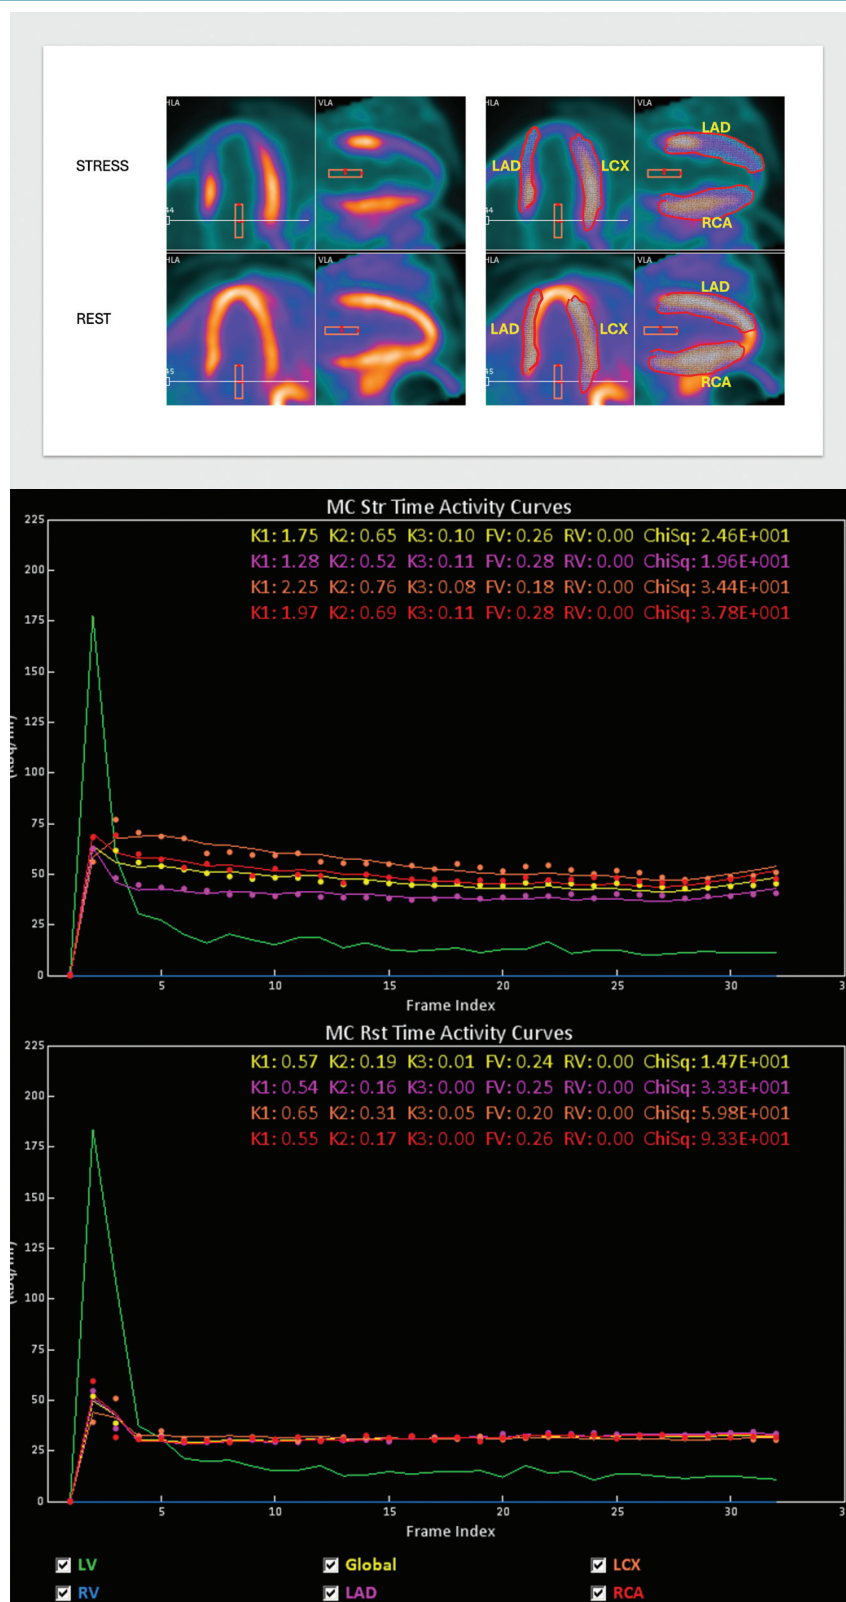 HLA VLA HLA VLA
LAD
STRESS LAD LCX
44 44
RCA
LAD
REST LAD LCX
45 45
RCA
MC Str Time Activity Curves
225
K1: 1.75 K2: 0.65 K3: 0.10 FV: 0.26 RV: 0.00 ChiSq: 2.46E+001
K1: 1.28 K2: 0.52 K3: 0.11 FV: 0.28 RV: 0.00 ChiSq: 1.96E+001
200
K1: 2.25 K2: 0.76 K3: 0.08 FV: 0.18 RV: 0.00 ChiSq: 3.44E+001
K1: 1.97 K2: 0.69 K3: 0.11 FV: 0.28 RV: 0.00 ChiSq: 3.78E+001
175
150
125
100
75
50
25
0
5 10 15 20 25 30
Frame Index
MC Rst Time Activity Curves
225
K1: 0.57 K2: 0.19 K3: 0.01 FV: 0.24 RV: 0.00 ChiSq: 1.47E+001
K1: 0.54 K2: 0.16 K3: 0.00 FV: 0.25 RV: 0.00 ChiSq: 3.33E+001
200
K1: 0.65 K2: 0.31 K3: 0.05 FV: 0.20 RV: 0.00 ChiSq: 5.98E+001
K1: 0.55 K2: 0.17 K3: 0.00 FV: 0.26 RV: 0.00 ChiSq: 9.33E+001
175
150
125
100
75
50
25
0
5 10 15 20 25 30
Frame Index
LV Global LCX
RV LAD RCA